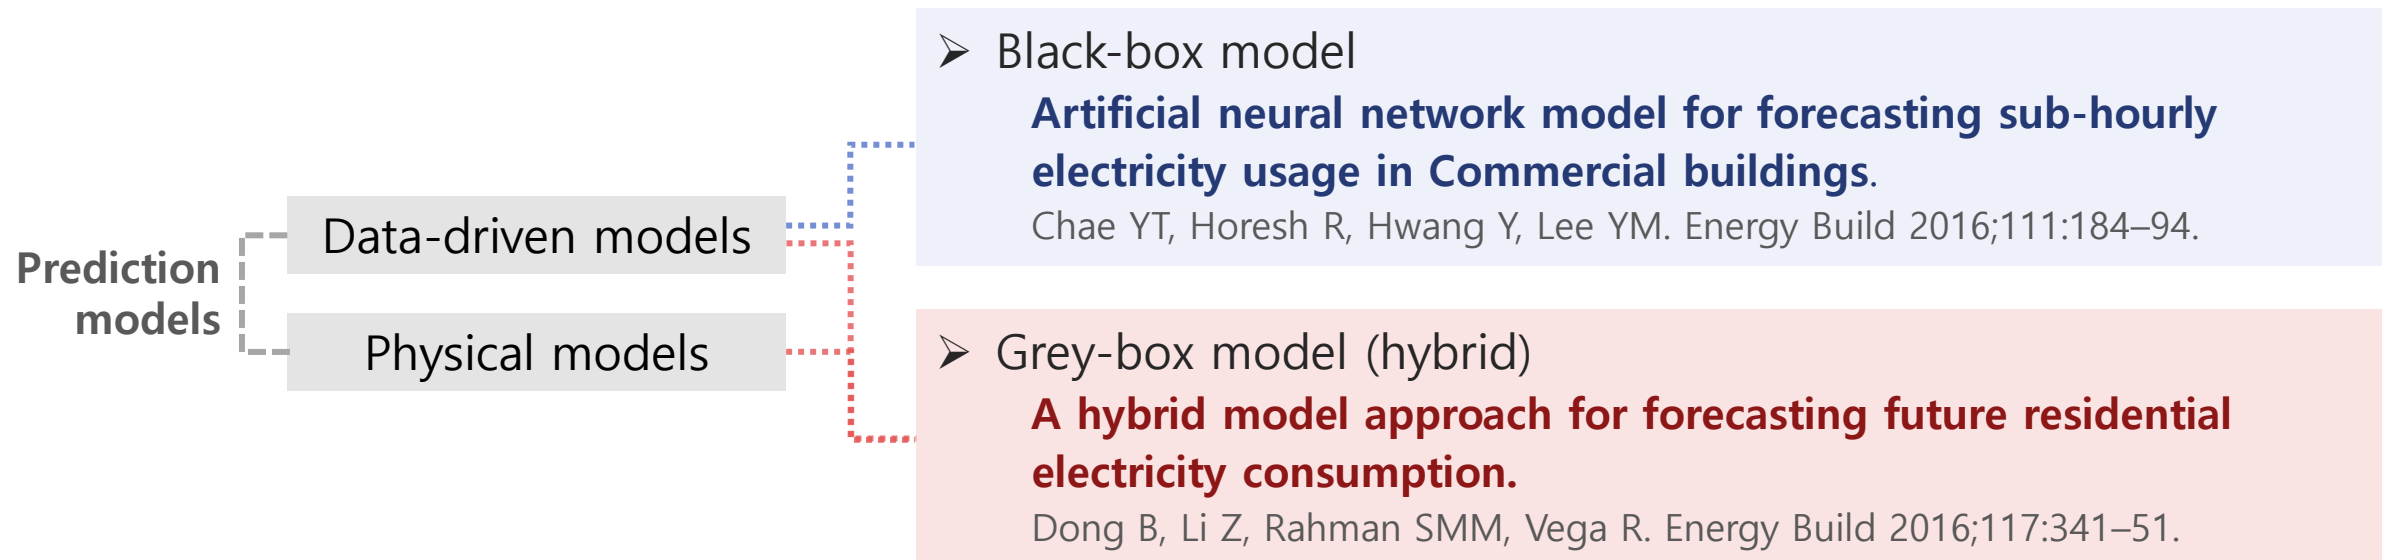 Prediction
models
Data-driven models
Physical models
➢ Black-box model
Artificial neural network model for forecasting sub-hourly
electricity usage in Commercial buildings.
Chae YT, Horesh R, Hwang Y, Lee YM. Energy Build 2016;111:184–94.
➢ Grey-box model (hybrid)
A hybrid model approach for forecasting future residential
electricity consumption.
Dong B, Li Z, Rahman SMM, Vega R. Energy Build 2016;117:341–51.